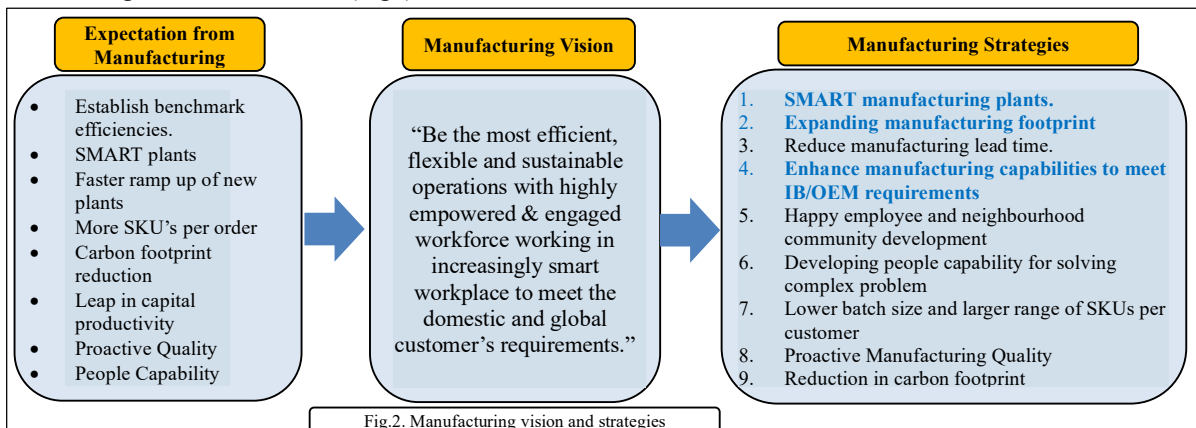 Expectation from
Manufacturing
• Establish benchmark
efficiencies.
• SMART plants
• Faster ramp up of new
plants
• More SKU's per order
• Carbon footprint
reduction
• Leap in capital
productivity
• Proactive Quality
• People Capability
Manufacturing Vision
“Be the most efficient,
flexible and sustainable
operations with highly
empowered & engaged
workforce working in
increasingly smart
workplace to meet the
domestic and global
customer's requirements.”
Manufacturing Strategies
1. SMART manufacturing plants.
2. Expanding manufacturing footprint
3. Reduce manufacturing lead time.
4. Enhance manufacturing capabilities to meet
IB/OEM requirements
5. Happy employee and neighbourhood
community development
6. Developing people capability for solving
complex problem
7. Lower batch size and larger range of SKUs per
customer
8. Proactive Manufacturing Quality
9. Reduction in carbon footprint
Fig.2. Manufacturing vision and strategies